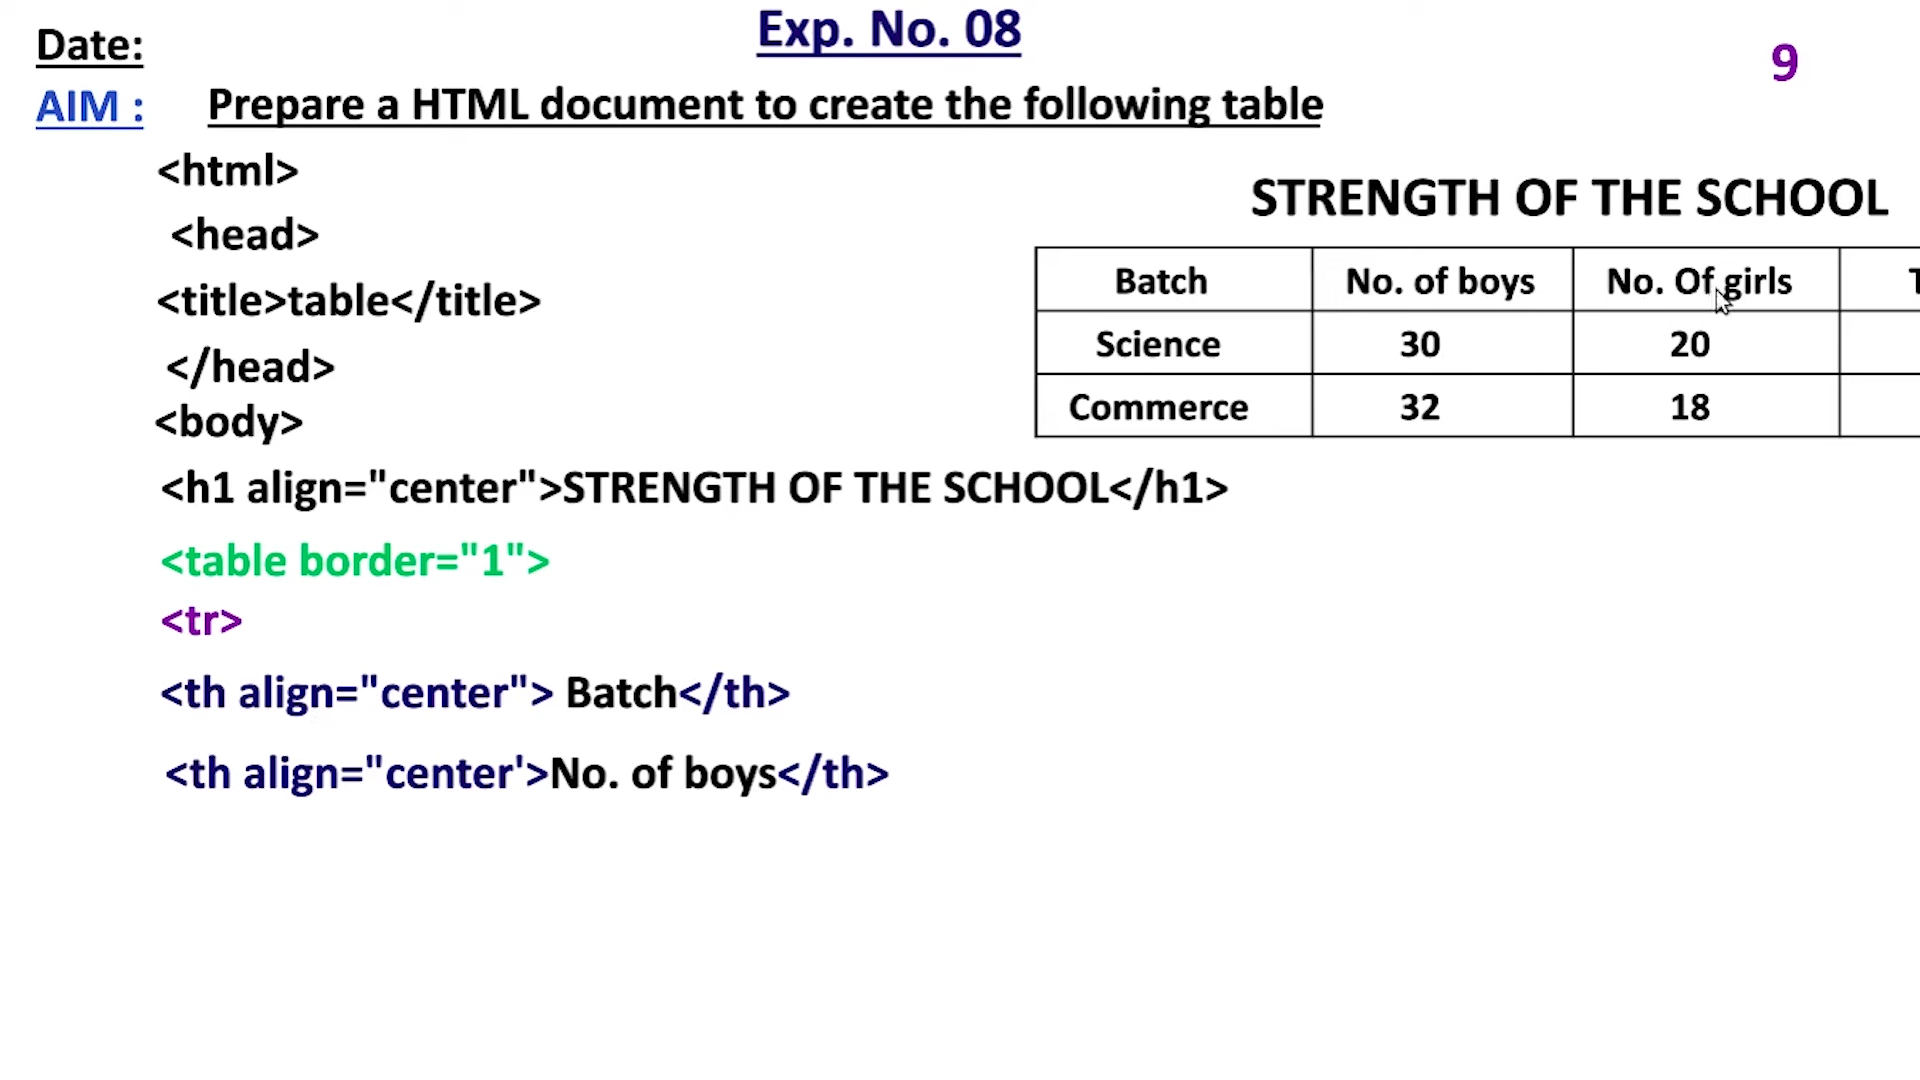 Exp. No. 08
Date:
9
AIM : Prepare a HTML document to create the following table
<html>
<head>
<title>table</title>
</head>
<body>
<h1 align="center">STRENGTH OF THE SCHOOL</h1>
<table border="1">
<tr>
<th align="center"> Batch</th>
<th align="center'>No. of boys</th>
STRENGTH OF THE SCHOOL
Batch No. of boys No. Of girls
Science 30 20
Commerce 32 18